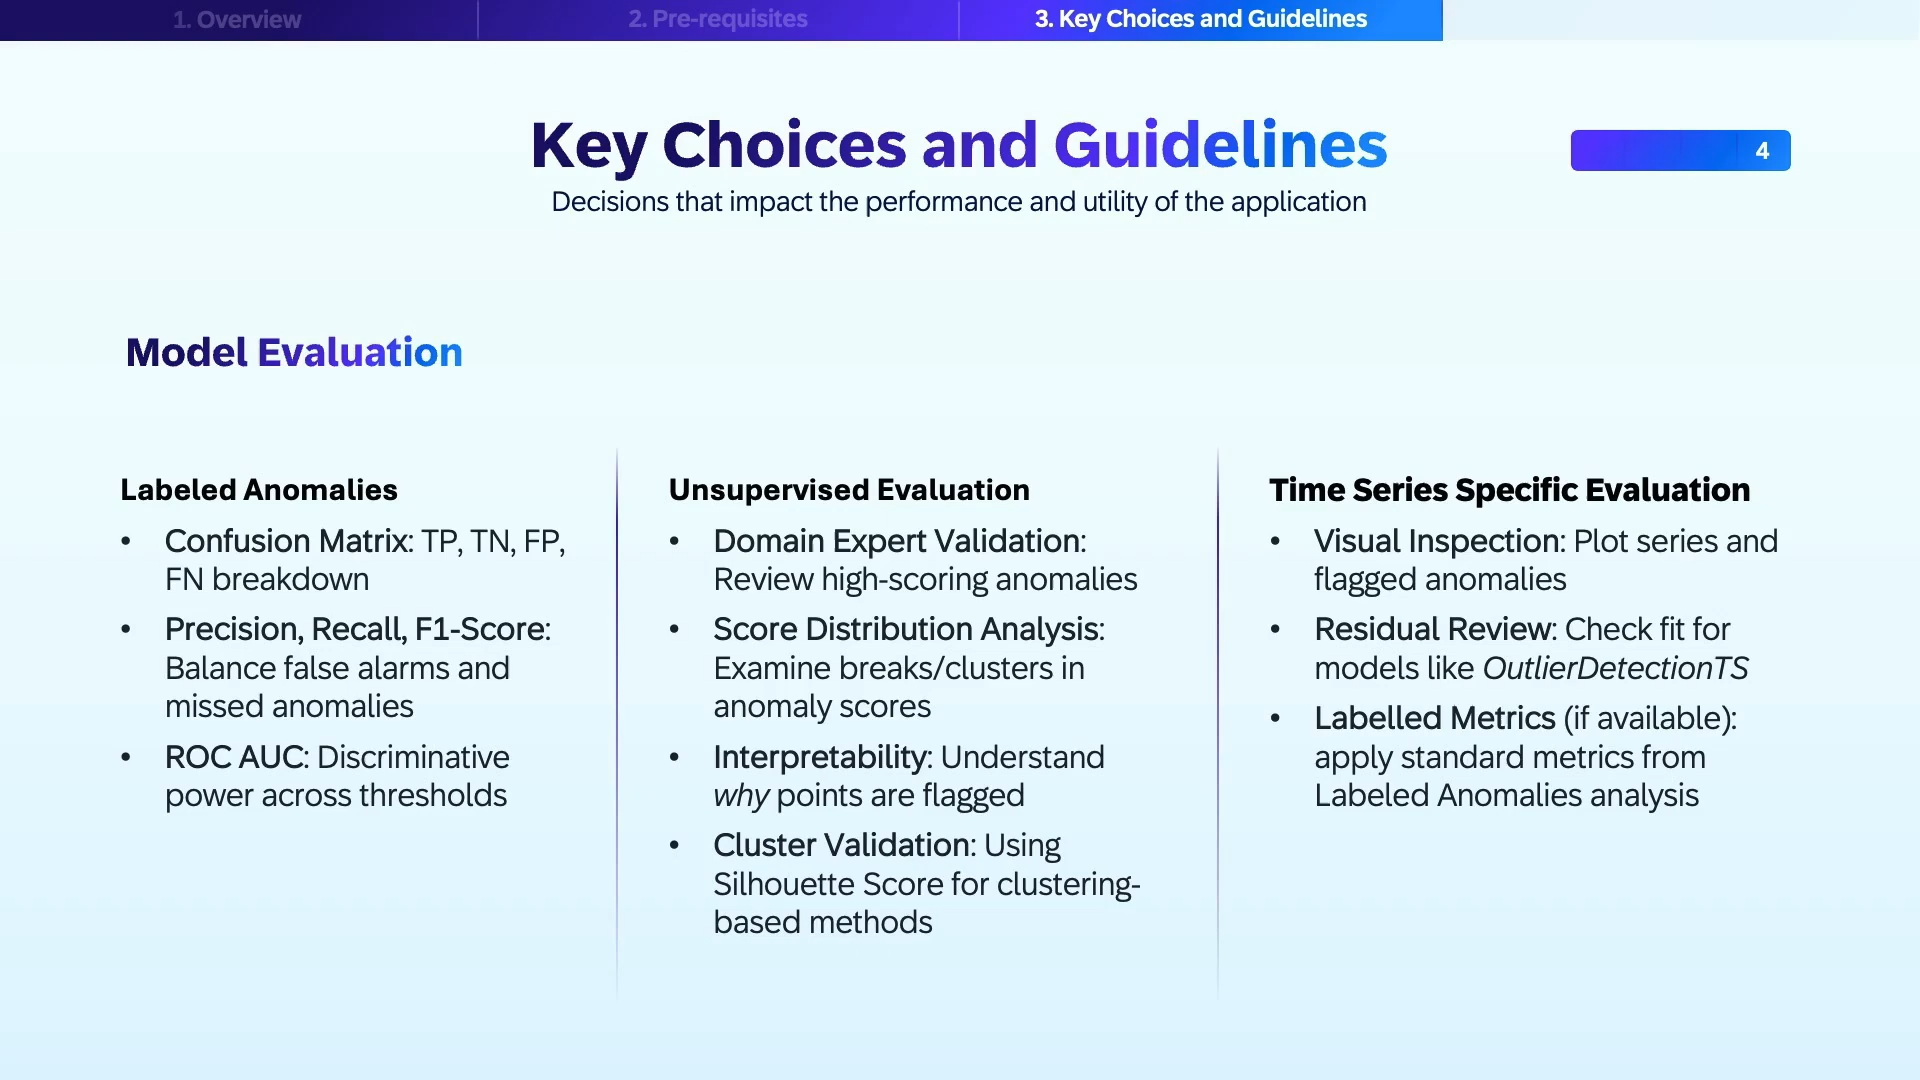 1. Overview
2. Pre-requisites
3. Key Choices and Guidelines
Key Choices and Guidelines
4
Decisions that impact the performance and utility of the application
Model Evaluation
Labeled Anomalies
• Confusion Matrix: TP, TN, FP,
FN breakdown
• Precision, Recall, F1-Score:
Balance false alarms and
missed anomalies
• ROC AUC: Discriminative
power across thresholds
Unsupervised Evaluation
• Domain Expert Validation:
Review high-scoring anomalies
• Score Distribution Analysis:
Examine breaks/clusters in
anomaly scores
• Interpretability: Understand
why points are flagged
• Cluster Validation: Using
Silhouette Score for clustering-
based methods
Time Series Specific Evaluation
• Visual Inspection: Plot series and
flagged anomalies
• Residual Review: Check fit for
models like OutlierDetectionTS
• Labelled Metrics (if available):
apply standard metrics from
Labeled Anomalies analysis